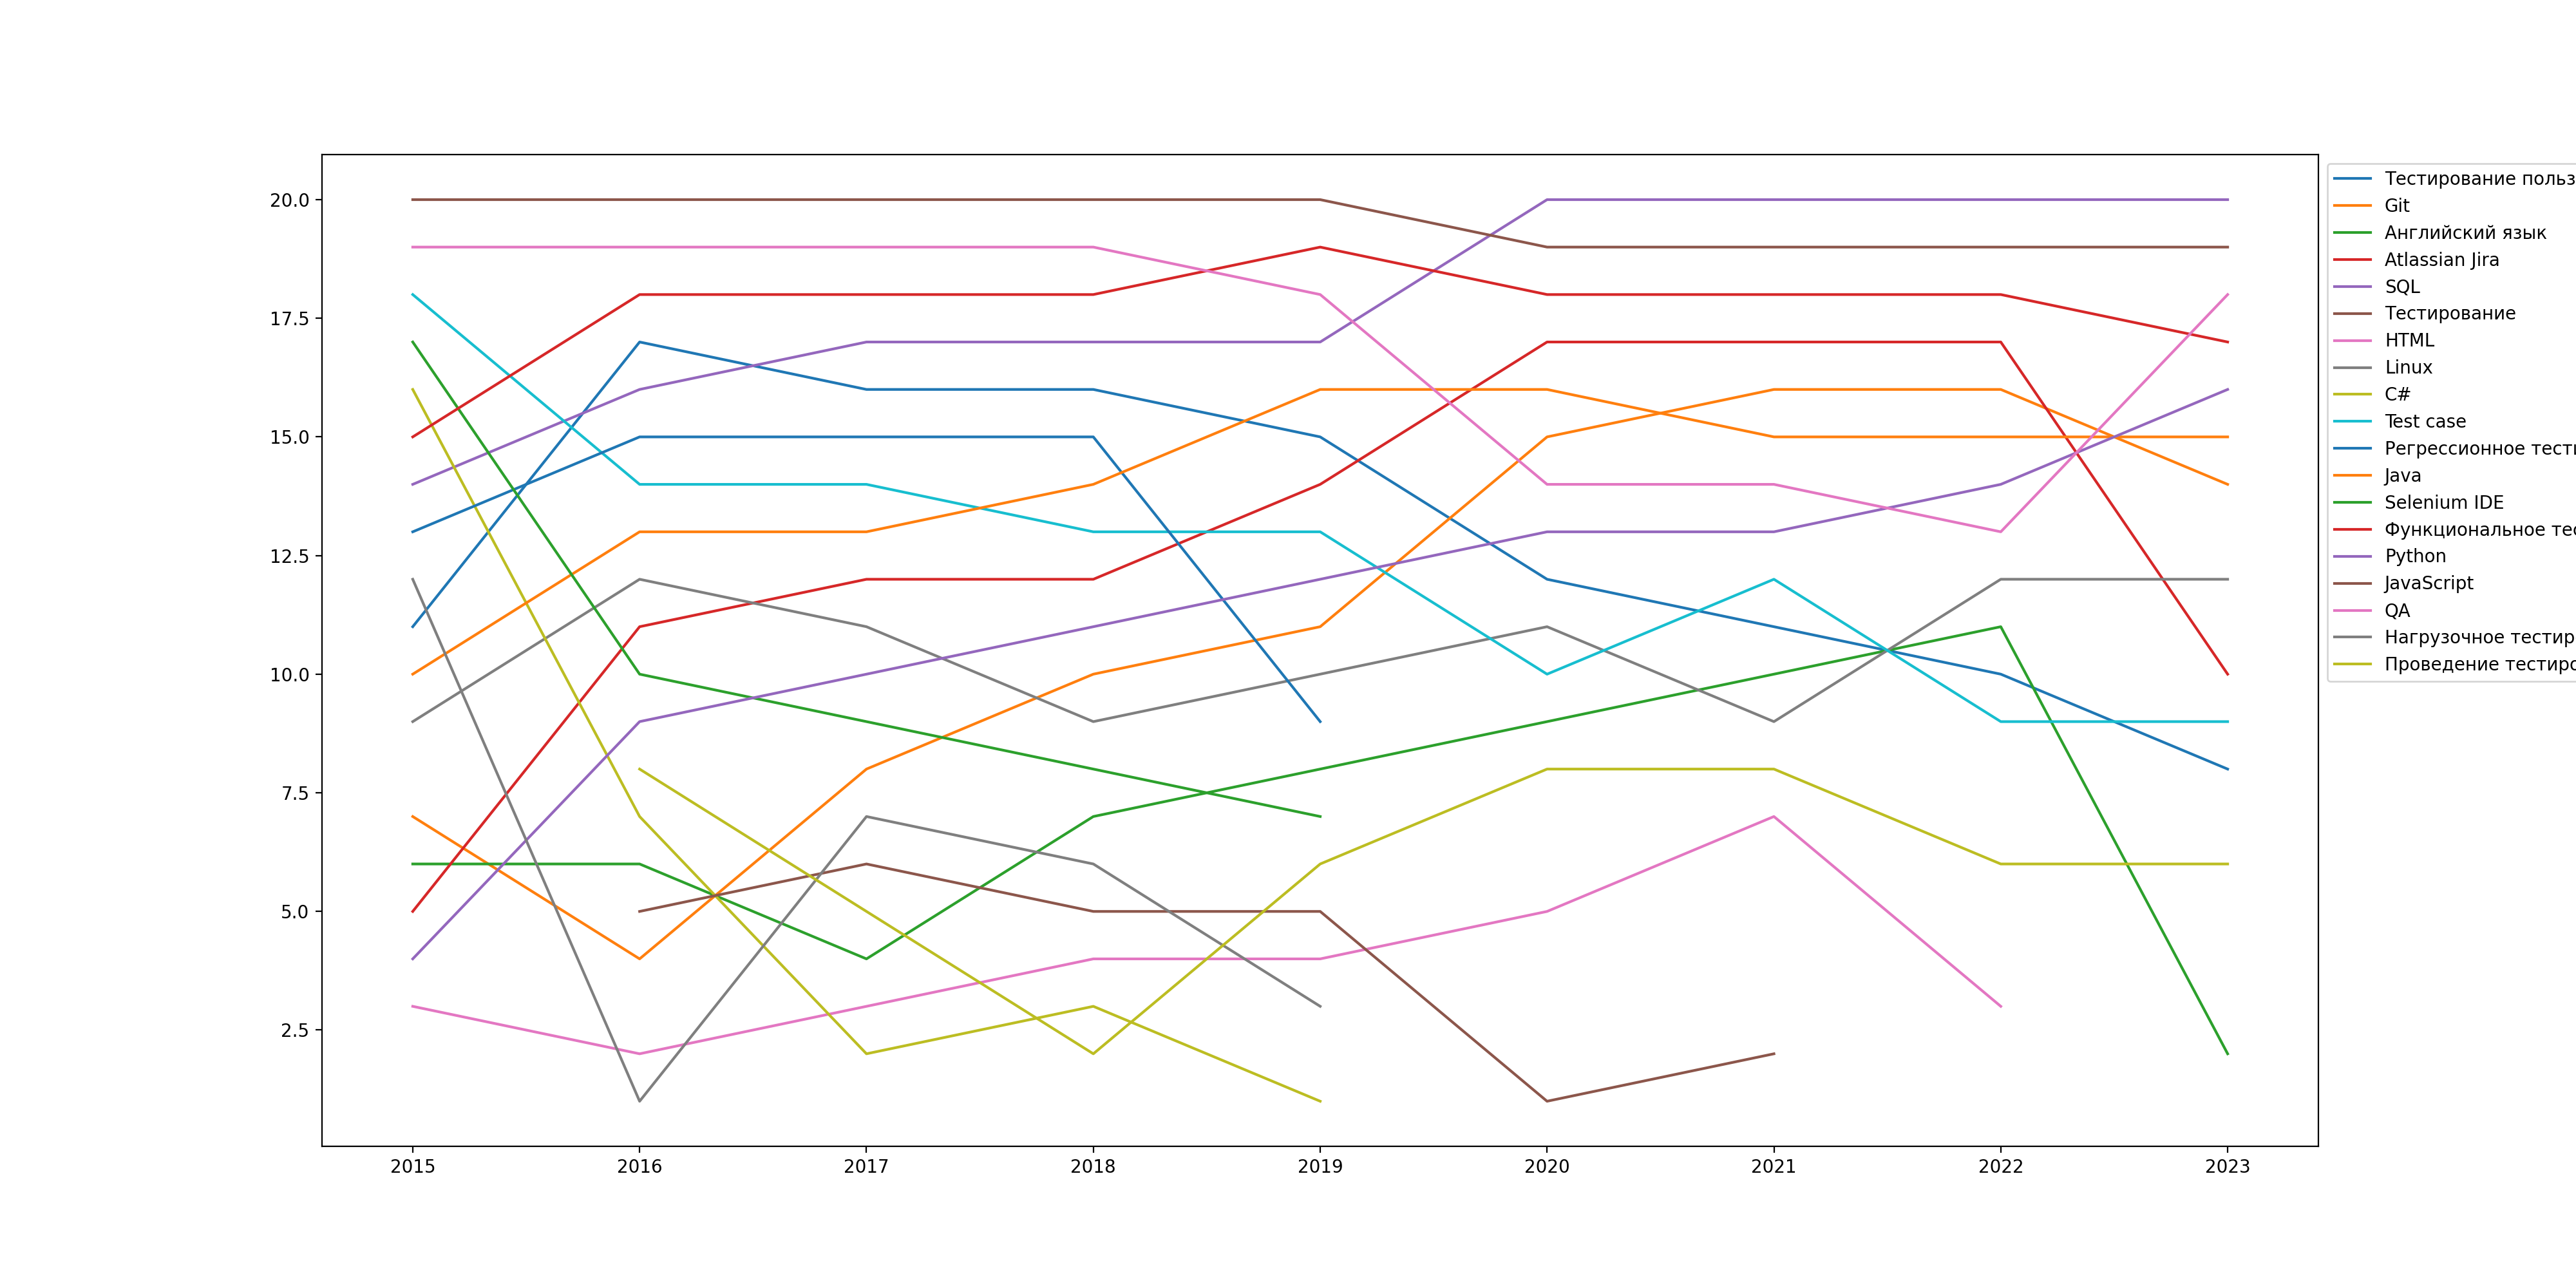 20.0
17.5
15.0
12.5
10.0
7.5
5.0
2.5
2015 2016 2017 2018 2019 2020 2021 2022 2023
Тестирование польз
Git
Английский язык
Atlassian Jira
SQL
Тестирование
HTML
Linux
C#
Test case
Регрессионное тест
Java
Selenium IDE
Функциональное тес
Python
JavaScript
QA
Нагрузочное тестир
Проведение тестиро